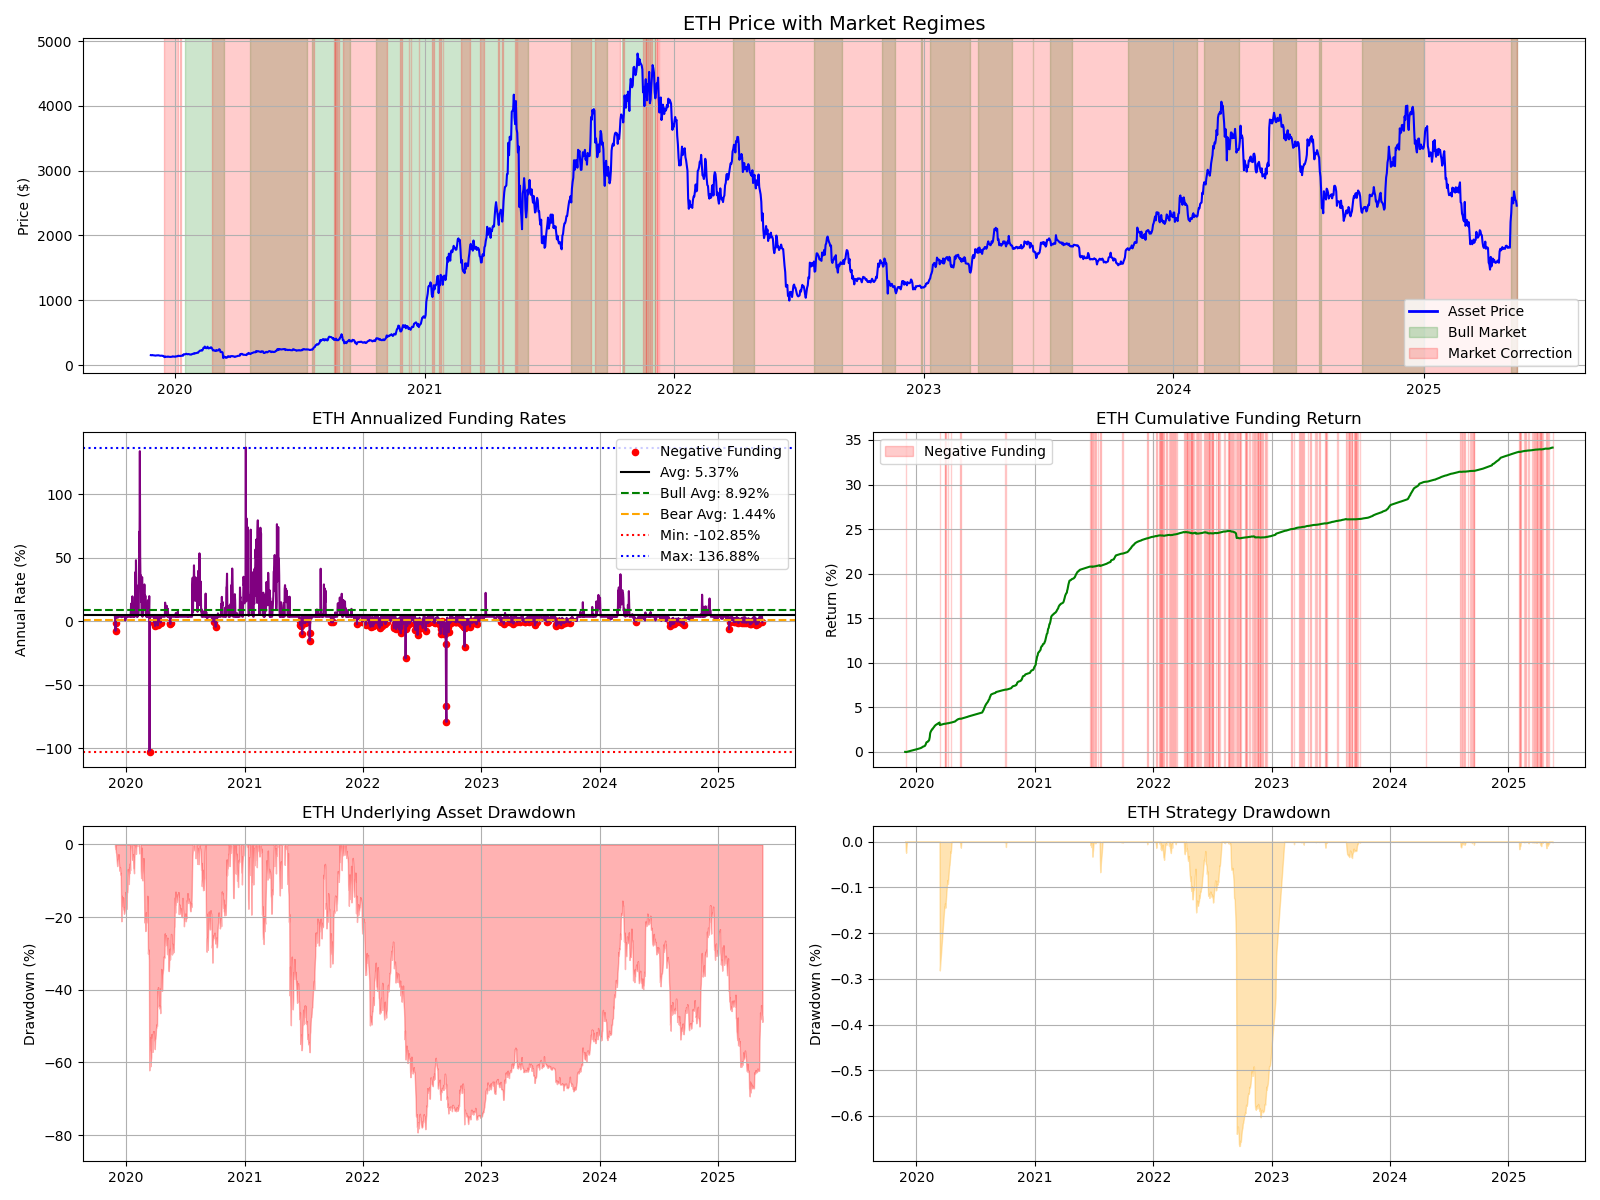 ETH Price with Market Regimes
Price ($)
5000
4000
3000
2000
1000
0
2020 2021 2022 2023 2024 2025
Asset Price
Bull Market
Market Correction
ETH Annualized Funding Rates
Annual Rate (%)
100
50
0
−50
−100
2020 2021 2022 2023 2024 2025
Negative Funding
Avg: 5.37%
Bull Avg: 8.92%
Bear Avg: 1.44%
Min: -102.85%
Max: 136.88%
ETH Cumulative Funding Return
Return (%)
35
30
25
20
15
10
5
0
2020 2021 2022 2023 2024 2025
Negative Funding
ETH Underlying Asset Drawdown
Drawdown (%)
0
−20
−40
−60
−80
2020 2021 2022 2023 2024 2025
ETH Strategy Drawdown
Drawdown (%)
0.0
−0.1
−0.2
−0.3
−0.4
−0.5
−0.6
2020 2021 2022 2023 2024 2025